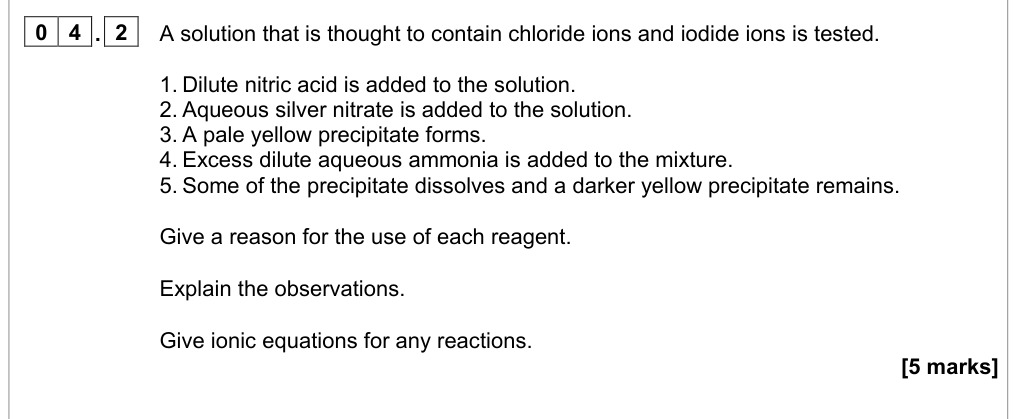 0 4 . 2 A solution that is thought to contain chloride ions and iodide ions is tested.
1. Dilute nitric acid is added to the solution.
2. Aqueous silver nitrate is added to the solution.
3. A pale yellow precipitate forms.
4. Excess dilute aqueous ammonia is added to the mixture.
5. Some of the precipitate dissolves and a darker yellow precipitate remains.
Give a reason for the use of each reagent.
Explain the observations.
Give ionic equations for any reactions.
[5 marks]